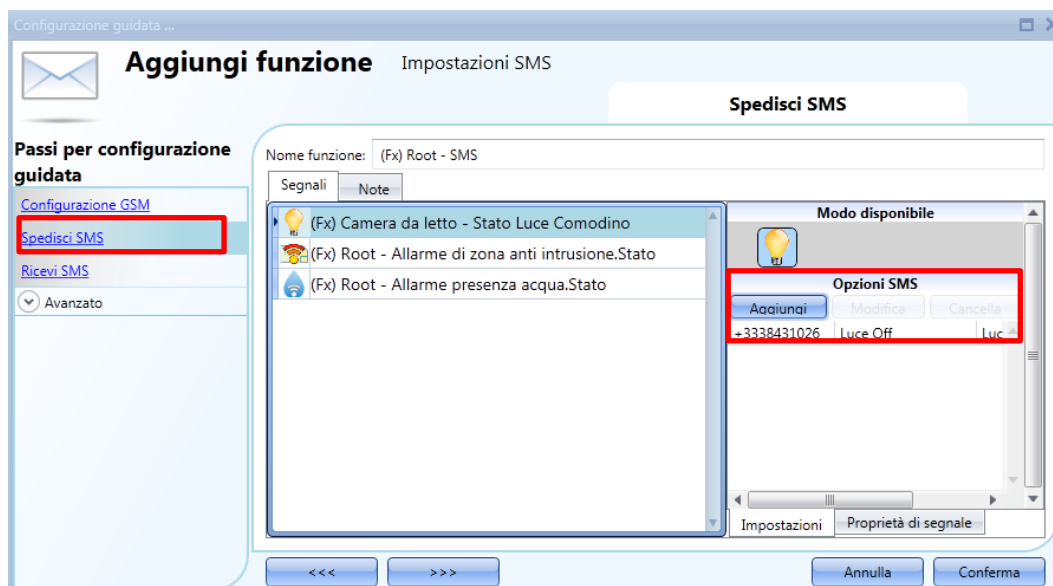 Configurazione guidata ...
Aggiungi funzione Impostazioni SMS
Spedisci SMS
Passi per configurazione
guidata
Configurazione GSM
Spedisci SMS
Ricevi SMS
Avanzato
Nome funzione: (Fx) Root - SMS
Segnali Note
(Fx) Camera da letto - Stato Luce Comodino
(Fx) Root - Allarme di zona anti intrusione.Stato
(Fx) Root - Allarme presenza acqua.Stato
Modo disponibile
Opzioni SMS
Aggiungi Modifica Cancella
+3338431026 Luce Off Luc
Impostazioni Proprietà di segnale
<<< >>> Annulla Conferma